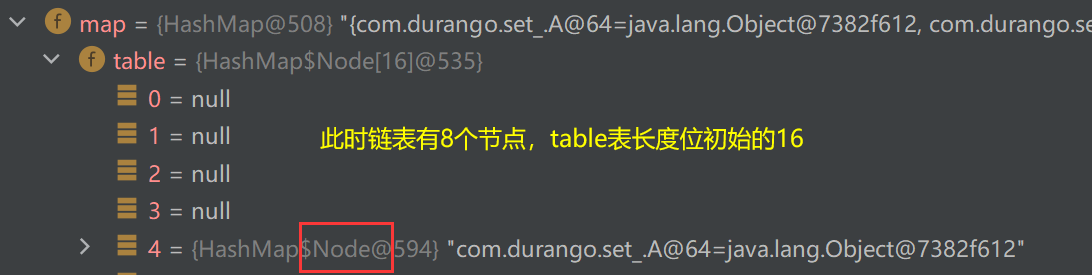 map = {HashMap@508} "{com.durango.set_.A@64=java.lang.Object@7382f612, com.durango.se
table = {HashMap$Node[16]@535}
0 = null
1 = null
此时链表有8个节点，table表长度位初始的16
2 = null
3 = null
4 = {HashMap$Node@594} "com.durango.set_.A@64=java.lang.Object@7382f612"